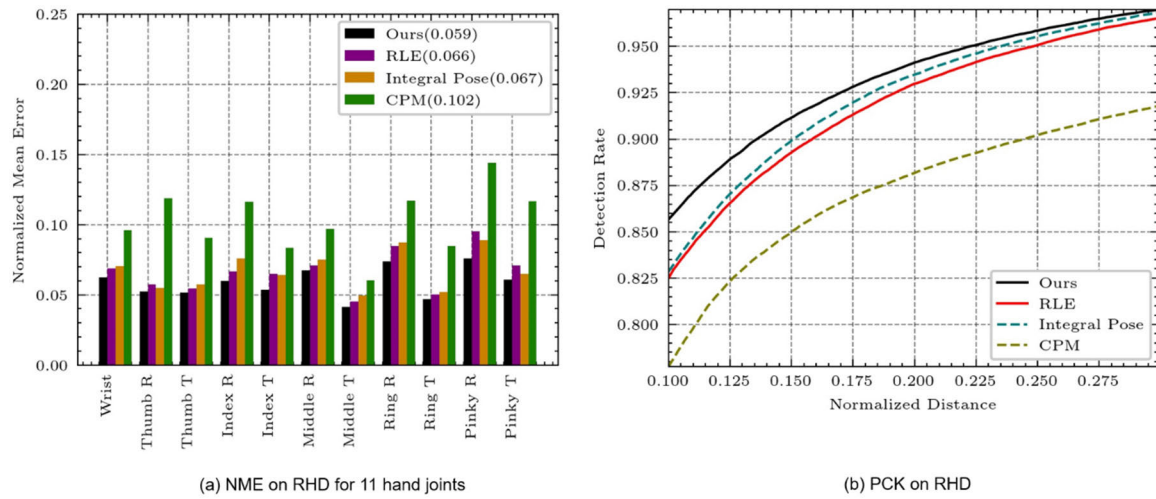 0.25
0.20
0.15
0.10
0.05
0.00
Normalized Mean Error
Ours(0.059)
RLE(0.066)
Integral Pose(0.067)
CPM(0.102)
Wrist
Thumb R
Thumb T
Index R
Index T
Middle R
Middle T
Ring R
Ring T
Pinky R
Pinky T
(a) NME on RHD for 11 hand joints
0.950
0.925
0.900
0.875
0.850
0.825
0.800
Detection Rate
Ours
RLE
Integral Pose
CPM
0.100 0.125 0.150 0.175 0.200 0.225 0.250 0.275
Normalized Distance
(b) PCK on RHD